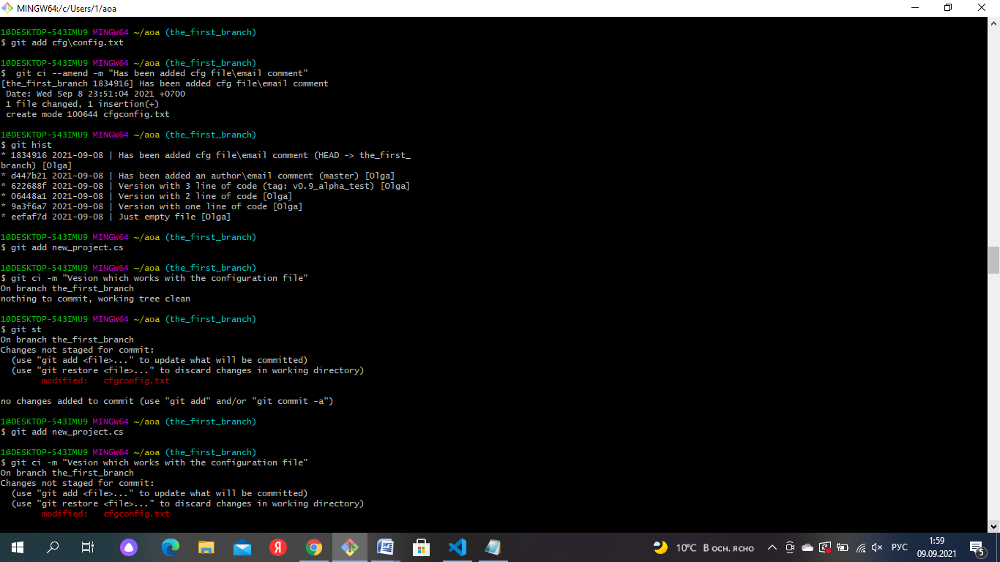 MINGW64:/c/Users/1/aoa
1@DESKTOP-543IMU9 MINGW64 ~/aoa (the_first_branch)
$ git add cfg\config.txt
1@DESKTOP-543IMU9 MINGW64 ~/aoa (the_first_branch)
$  git ci --amend -m "Has been added cfg file\email comment"
[the_first_branch 1834916] Has been added cfg file\email comment
 Date: Wed Sep 8 23:51:04 2021 +0700
 1 file changed, 1 insertion(+)
 create mode 100644 cfgconfig.txt
1@DESKTOP-543IMU9 MINGW64 ~/aoa (the_first_branch)
$ git hist
* 1834916 2021-09-08 | Has been added cfg file\email comment (HEAD -> the_first_
branch) [Olga]
* d447b21 2021-09-08 | Has been added an author\email comment (master) [Olga]
* 622688f 2021-09-08 | Version with 3 line of code (tag: v0.9_alpha_test) [Olga]
* 06448a1 2021-09-08 | Version with 2 line of code [Olga]
* 9a3f6a7 2021-09-08 | Version with one line of code [Olga]
* eefaf7d 2021-09-08 | Just empty file [Olga]
1@DESKTOP-543IMU9 MINGW64 ~/aoa (the_first_branch)
$ git add new_project.cs
1@DESKTOP-543IMU9 MINGW64 ~/aoa (the_first_branch)
$ git ci -m "Vesion which works with the configuration file"
On branch the_first_branch
nothing to commit, working tree clean
1@DESKTOP-543IMU9 MINGW64 ~/aoa (the_first_branch)
$ git st
On branch the_first_branch
Changes not staged for commit:
  (use "git add <file>..." to update what will be committed)
  (use "git restore <file>..." to discard changes in working directory)
        modified:   cfgconfig.txt
no changes added to commit (use "git add" and/or "git commit -a")
1@DESKTOP-543IMU9 MINGW64 ~/aoa (the_first_branch)
$ git add new_project.cs
1@DESKTOP-543IMU9 MINGW64 ~/aoa (the_first_branch)
$ git ci -m "Vesion which works with the configuration file"
On branch the_first_branch
Changes not staged for commit:
  (use "git add <file>..." to update what will be committed)
  (use "git restore <file>..." to discard changes in working directory)
        modified:   cfgconfig.txt
Я
10°C В осн. ясно
РУС
1:59
09.09.2021
5